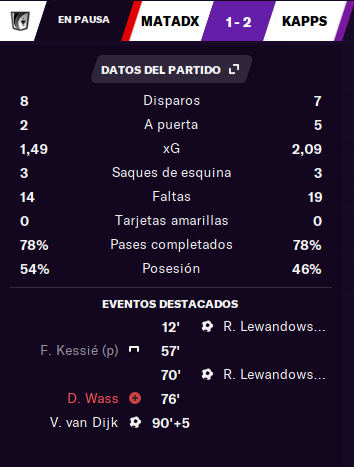 EN PAUSA MATADX 1 - 2 KAPPS
DATOS DEL PARTIDO
8 Disparos 7
2 A puerta 5
1,49 xG 2,09
3 Saques de esquina 3
14 Faltas 19
0 Tarjetas amarillas 0
78% Pases completados 78%
54% Posesión 46%
EVENTOS DESTACADOS
12' R. Lewandows...
F. Kessié (p) 57'
70' R. Lewandows...
D. Wass 76'
V. van Dijk 90'+5